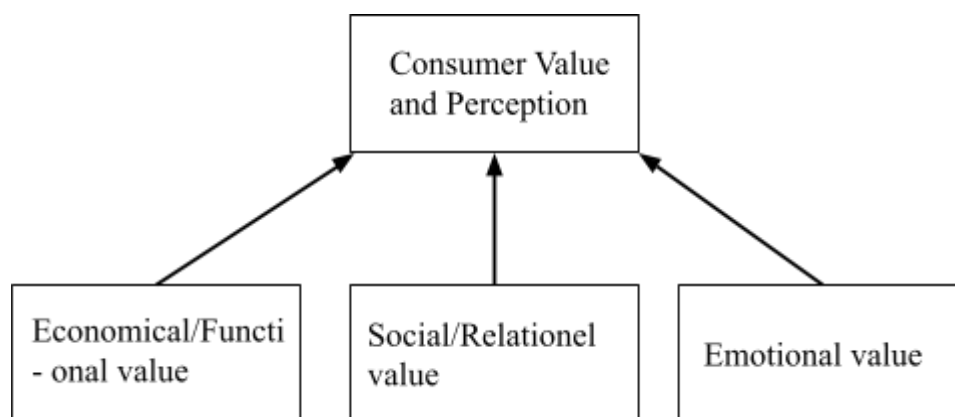 Consumer Value
and Perception
Economical/Functi
- onal value
Social/Relationel
value
Emotional value